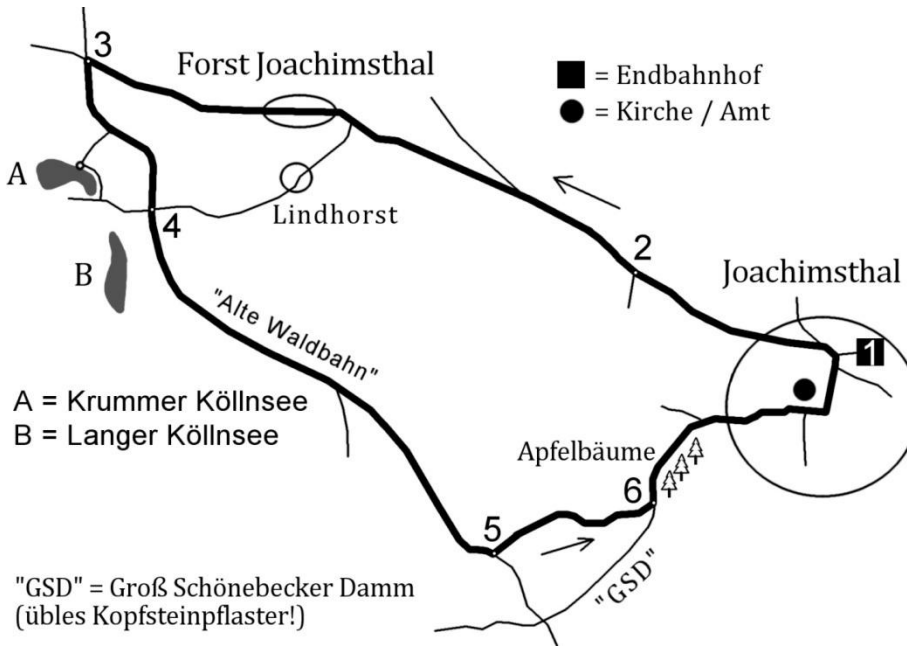 3
Forst Joachimsthal
■ = Endbahnhof
● = Kirche / Amt
A
Lindhorst
4
2
B
Joachimsthal
"Alte Waldbahn"
1
A = Krummer Köllnsee
B = Langer Köllnsee
Apfelbäume
6
5
"GSD"
"GSD" = Groß Schönebecker Damm
(übles Kopfsteinpflaster!)